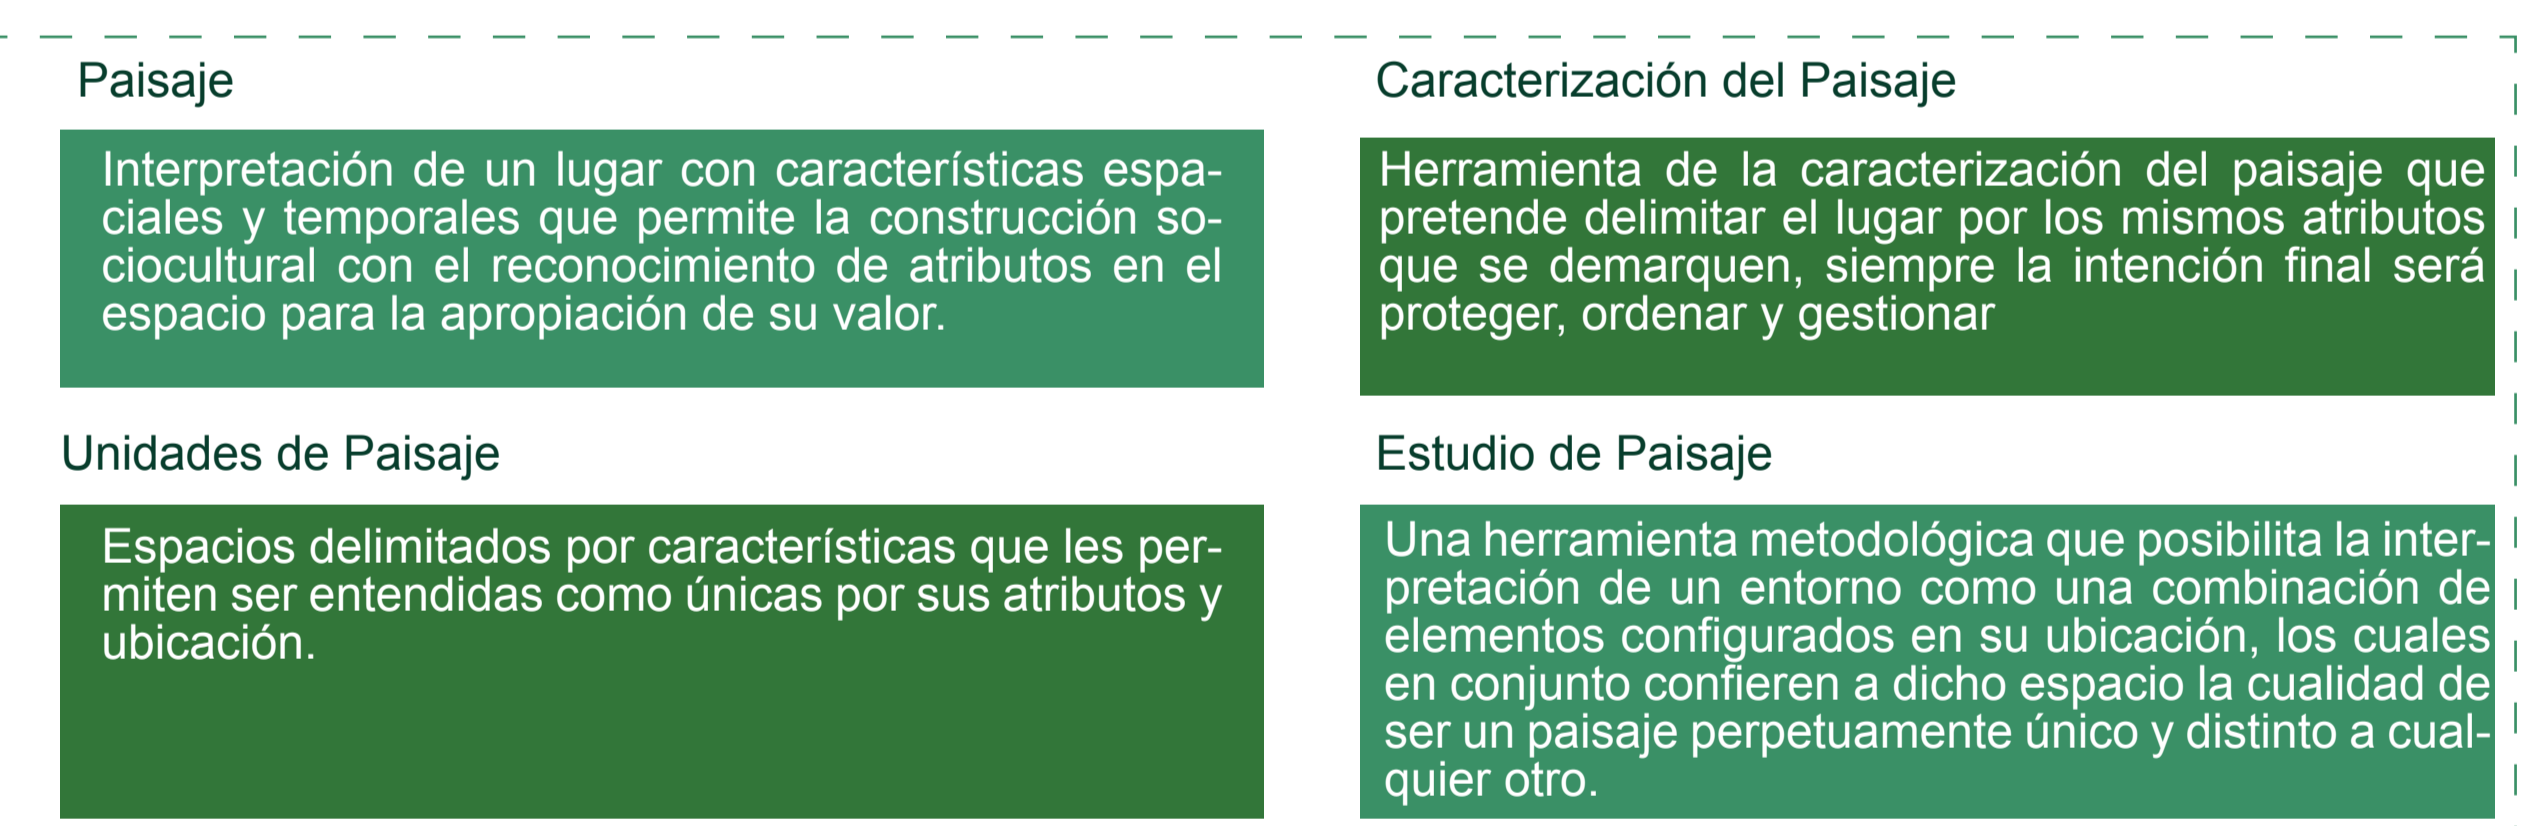 Paisaje
Interpretación de un lugar con características espa-
ciales y temporales que permite la construcción so-
ciocultural con el reconocimiento de atributos en el
espacio para la apropiación de su valor.
Caracterización del Paisaje
Herramienta de la caracterización del paisaje que
pretende delimitar el lugar por los mismos atributos
que se demarquen, siempre la intención final será
proteger, ordenar y gestionar
Unidades de Paisaje
Espacios delimitados por características que les per-
miten ser entendidas como únicas por sus atributos y
ubicación.
Estudio de Paisaje
Una herramienta metodológica que posibilita la inter-
pretación de un entorno como una combinación de
elementos configurados en su ubicación, los cuales
en conjunto confieren a dicho espacio la cualidad de
ser un paisaje perpetuamente único y distinto a cual-
quier otro.